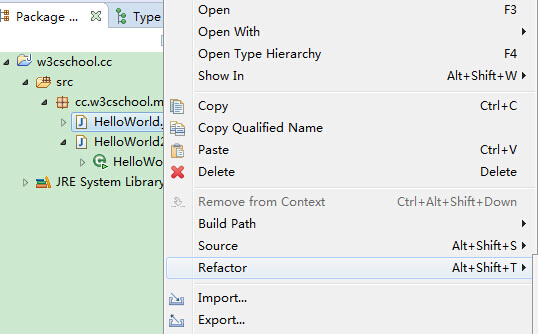 Package ...
Type
w3cschool.cc
src
cc.w3cschool.m
HelloWorld.
HelloWorld2
HelloWo
JRE System Library
Open F3
Open With
Open Type Hierarchy F4
Show In Alt+Shift+W
Copy Ctrl+C
Copy Qualified Name
Paste Ctrl+V
Delete Delete
Remove from Context Ctrl+Alt+Shift+Down
Build Path
Source Alt+Shift+S
Refactor Alt+Shift+T
Import...
Export...